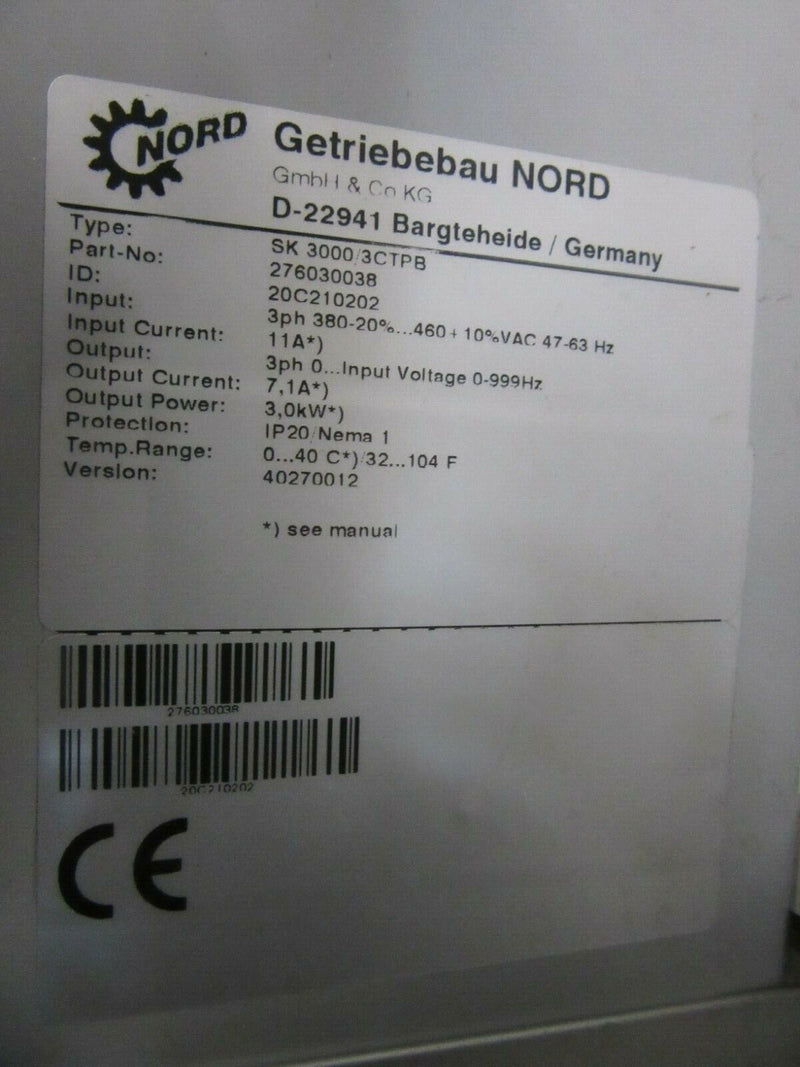 NORD
Getriebebau NORD
GmbH & Co KG
D-22941 Bargteheide / Germany
Type: SK 3000/3CTPB
Part-No: 276030038
ID: 20C210202
Input: 3ph 380-20%...460+10%VAC 47-63 Hz
Input Current: 11A*)
Output: 3ph 0...Input Voltage 0-999Hz
Output Current: 7,1A*)
Output Power: 3,0kW*)
Protection: IP20/Nema 1
Temp.Range: 0...40 C*)/32...104 F
Version: 40270012
*) see manual
276030038
20C210202
CE